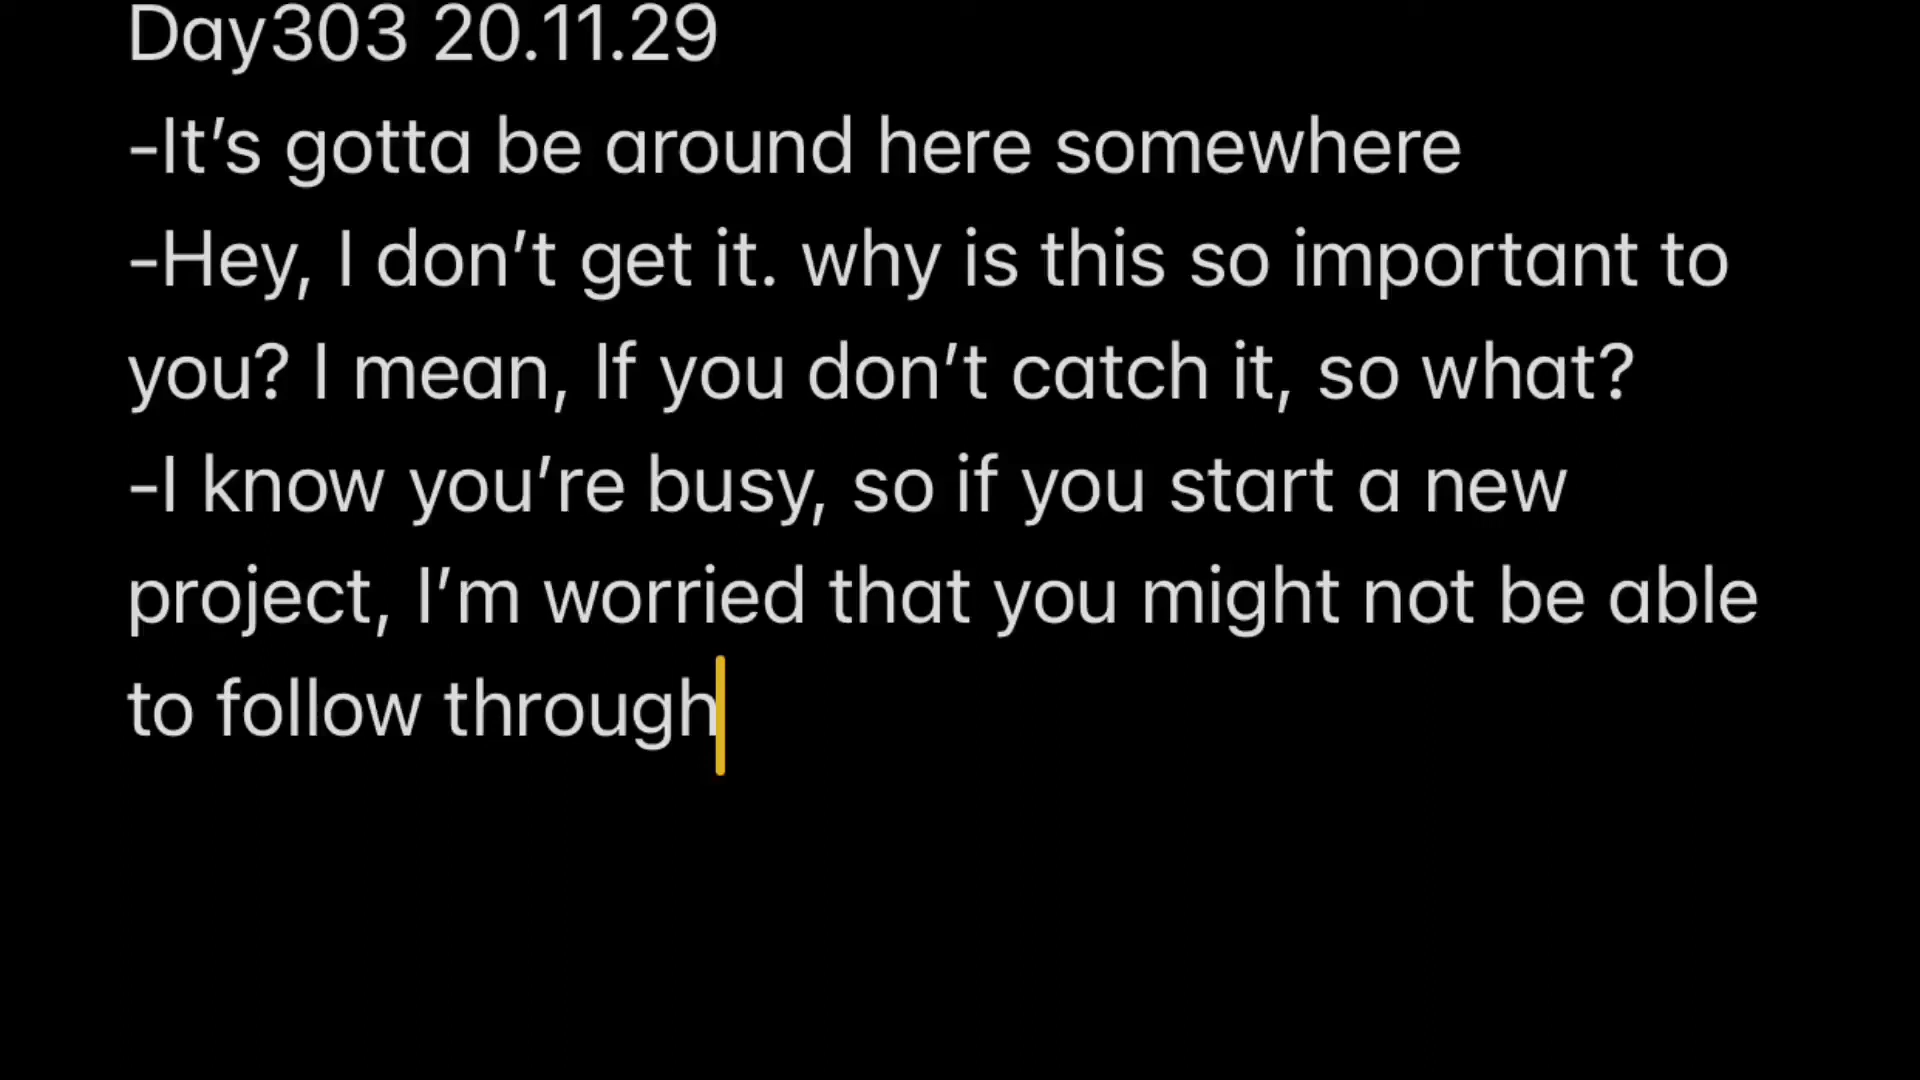 Day303 20.11.29
-It’s gotta be around here somewhere
-Hey, I don’t get it. why is this so important to
you? I mean, If you don’t catch it, so what?
-I know you’re busy, so if you start a new
project, I’m worried that you might not be able
to follow through